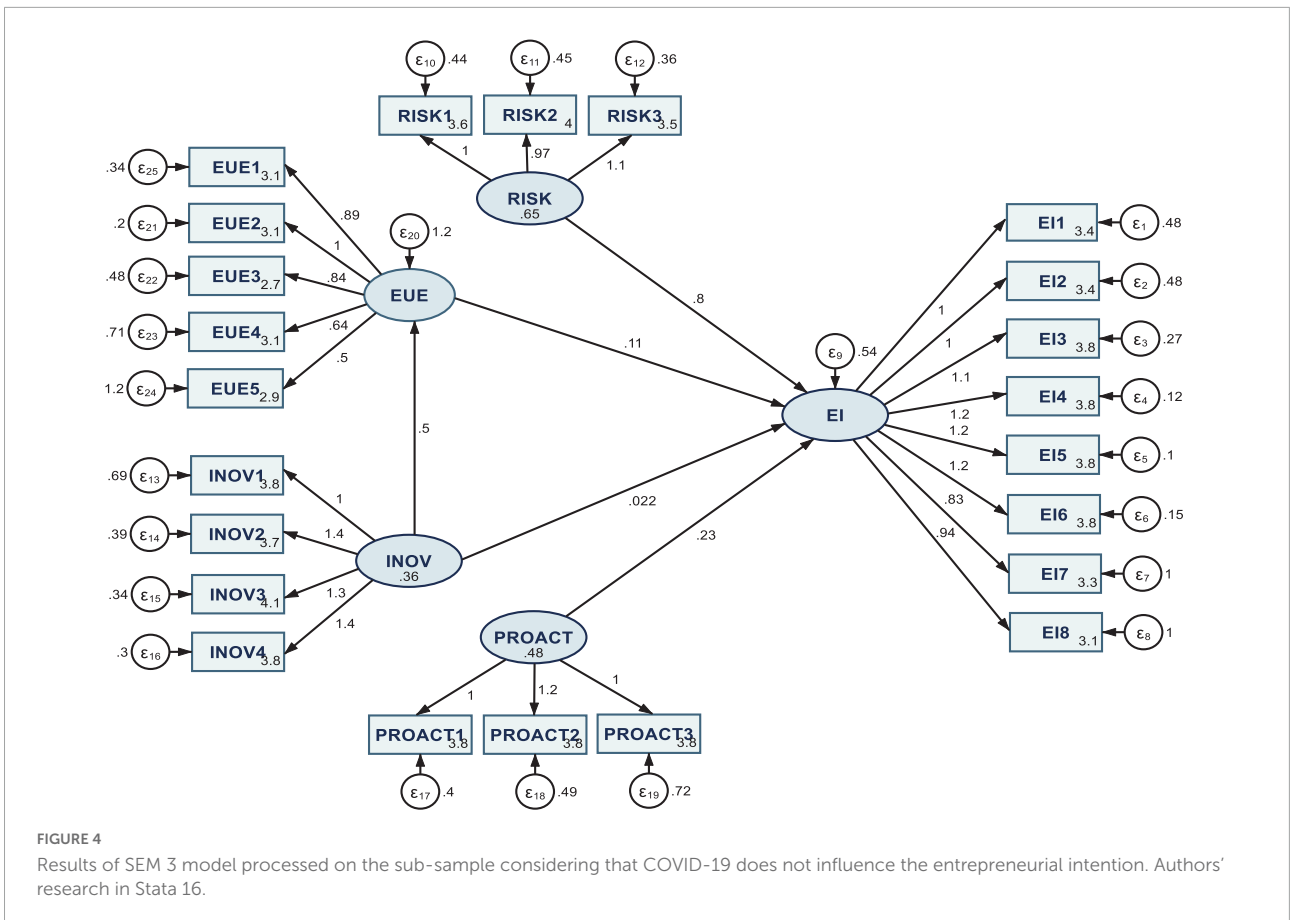 ε10 .44
ε11 .45
ε12 .36
RISK1 3.6
RISK2 4
RISK3 3.5
1
.97
1.1
RISK
.65
.34 ε25
EUE1 3.1
.2 ε21
EUE2 3.1
.48 ε22
EUE3 2.7
.71 ε23
EUE4 3.1
1.2 ε24
EUE5 2.9
.89
1
.84
.64
.5
ε20 1.2
EUE
.8
.11
.5
.022
.23
ε9 .54
EI
1
1
1.1
1.2
1.2
1.2
.83
.94
EI1 3.4
ε1 .48
EI2 3.4
ε2 .48
EI3 3.8
ε3 .27
EI4 3.8
ε4 .12
EI5 3.8
ε5 .1
EI6 3.8
ε6 .15
EI7 3.3
ε7 1
EI8 3.1
ε8 1
.69 ε13
INOV1 3.8
.39 ε14
INOV2 3.7
.34 ε15
INOV3 4.1
.3 ε16
INOV4 3.8
1
1.4
1.3
1.4
INOV
.36
PROACT
.48
1
1.2
1
PROACT1 3.8
PROACT2 3.8
PROACT3 3.8
ε17 .4
ε18 .49
ε19 .72
FIGURE 4
Results of SEM 3 model processed on the sub-sample considering that COVID-19 does not influence the entrepreneurial intention. Authors’
research in Stata 16.